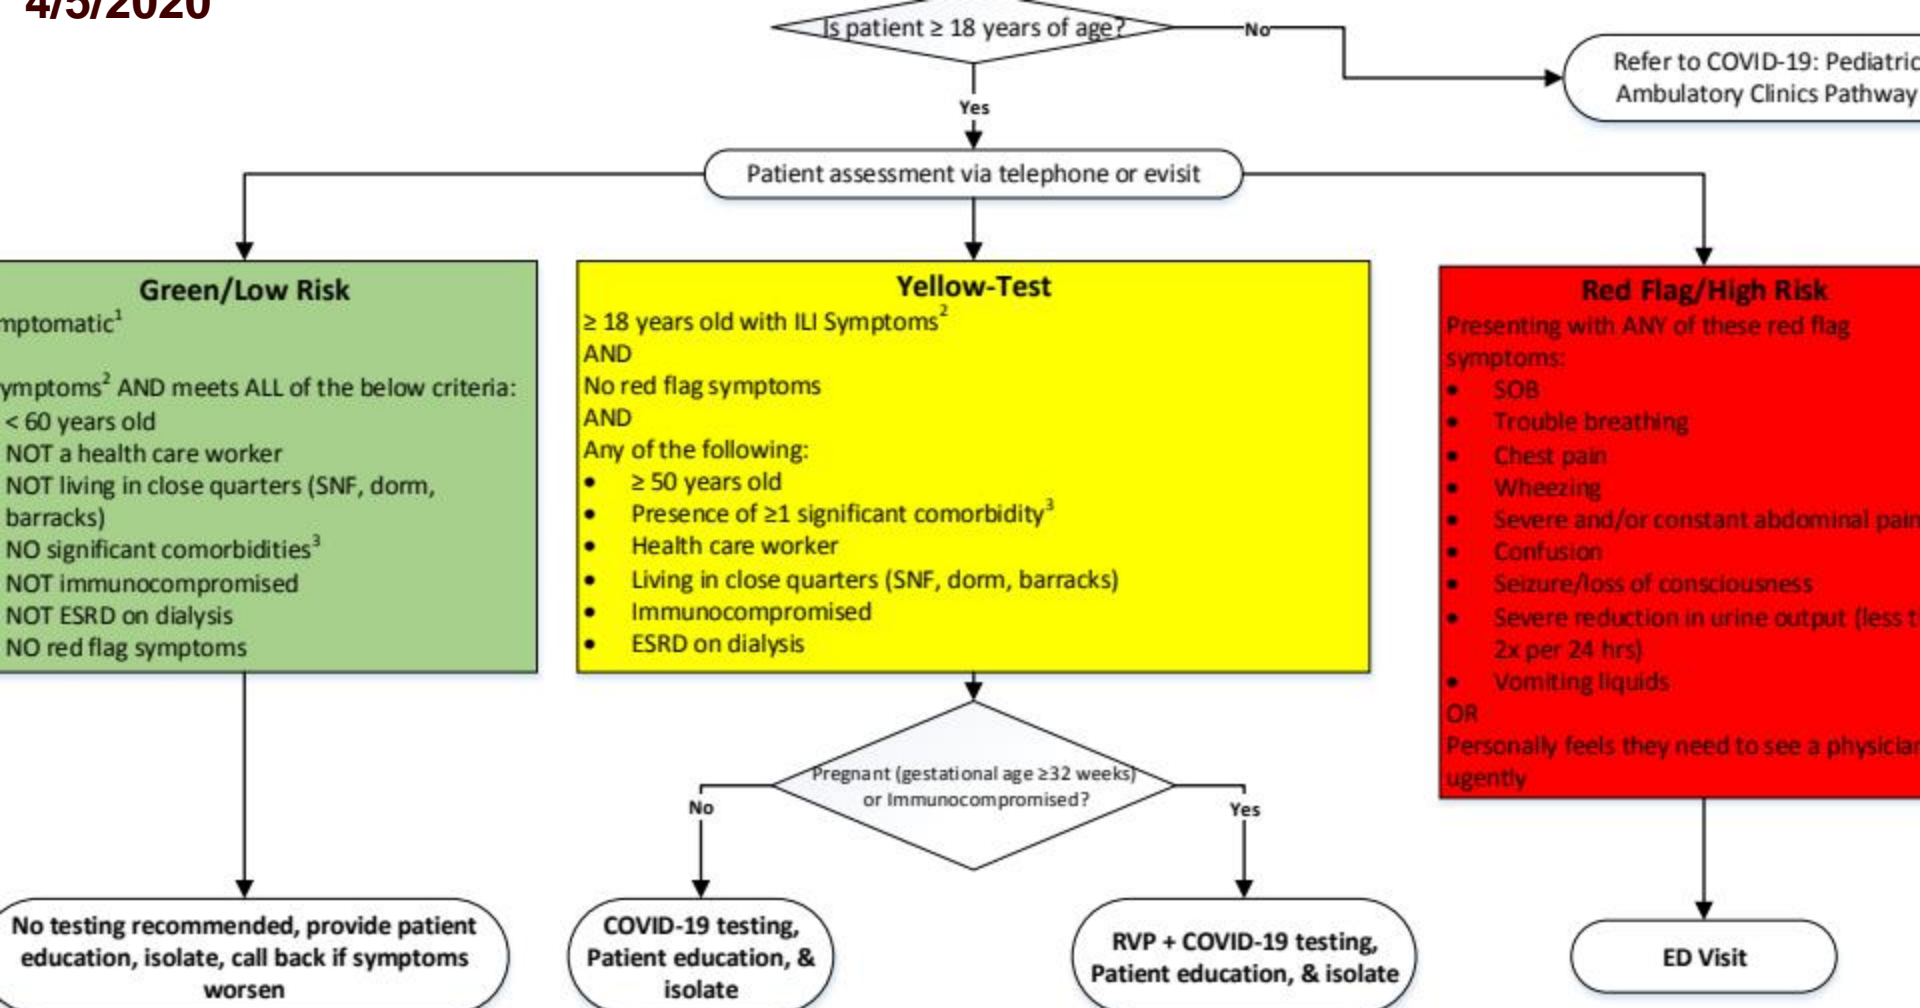 4/5/2020
Is patient ≥ 18 years of age?
No
Refer to COVID-19: Pediatric
Ambulatory Clinics Pathway
Yes
Patient assessment via telephone or evisit
Green/Low Risk
mptomatic1
ymptoms2 AND meets ALL of the below criteria:
< 60 years old
NOT a health care worker
NOT living in close quarters (SNF, dorm,
barracks)
NO significant comorbidities3
NOT immunocompromised
NOT ESRD on dialysis
NO red flag symptoms
Yellow-Test
≥ 18 years old with ILI Symptoms2
AND
No red flag symptoms
AND
Any of the following:
• ≥ 50 years old
• Presence of ≥1 significant comorbidity3
• Health care worker
• Living in close quarters (SNF, dorm, barracks)
• Immunocompromised
• ESRD on dialysis
Red Flag/High Risk
Presenting with ANY of these red flag
symptoms:
• SOB
• Trouble breathing
• Chest pain
• Wheezing
• Severe and/or constant abdominal pain
• Confusion
• Seizure/loss of consciousness
• Severe reduction in urine output (less t
2x per 24 hrs)
• Vomiting liquids
OR
Personally feels they need to see a physician
ugently
Pregnant (gestational age ≥32 weeks)
or Immunocompromised?
No
Yes
No testing recommended, provide patient
education, isolate, call back if symptoms
worsen
COVID-19 testing,
Patient education, &
isolate
RVP + COVID-19 testing,
Patient education, & isolate
ED Visit